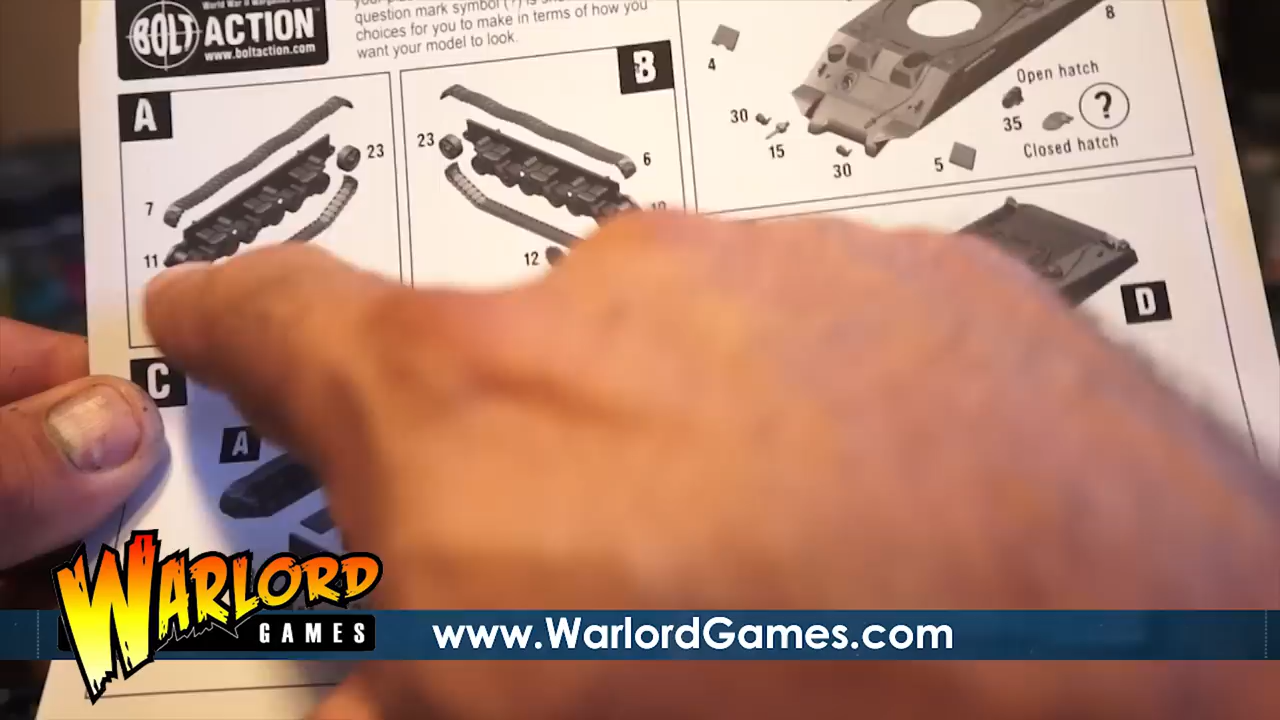 BOLT ACTION
www.boltaction.com
question mark symbol (?) is
choices for you to make in terms of how you
want your model to look.
A
23
7
11
B
23
6
12
C
A
4
8
30
15
30
5
Open hatch
35
?
Closed hatch
D
WARLORD
GAMES
www.WarlordGames.com